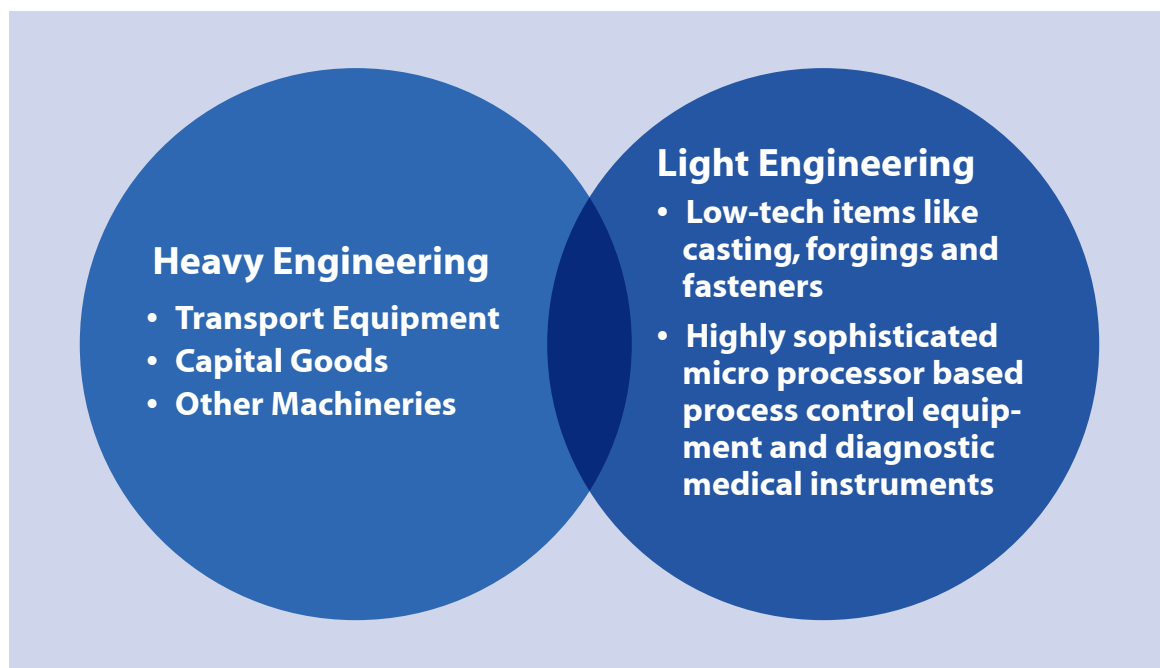 Heavy Engineering
• Transport Equipment
• Capital Goods
• Other Machineries
Light Engineering
• Low-tech items like
casting, forgings and
fasteners
• Highly sophisticated
micro processor based
process control equip-
ment and diagnostic
medical instruments